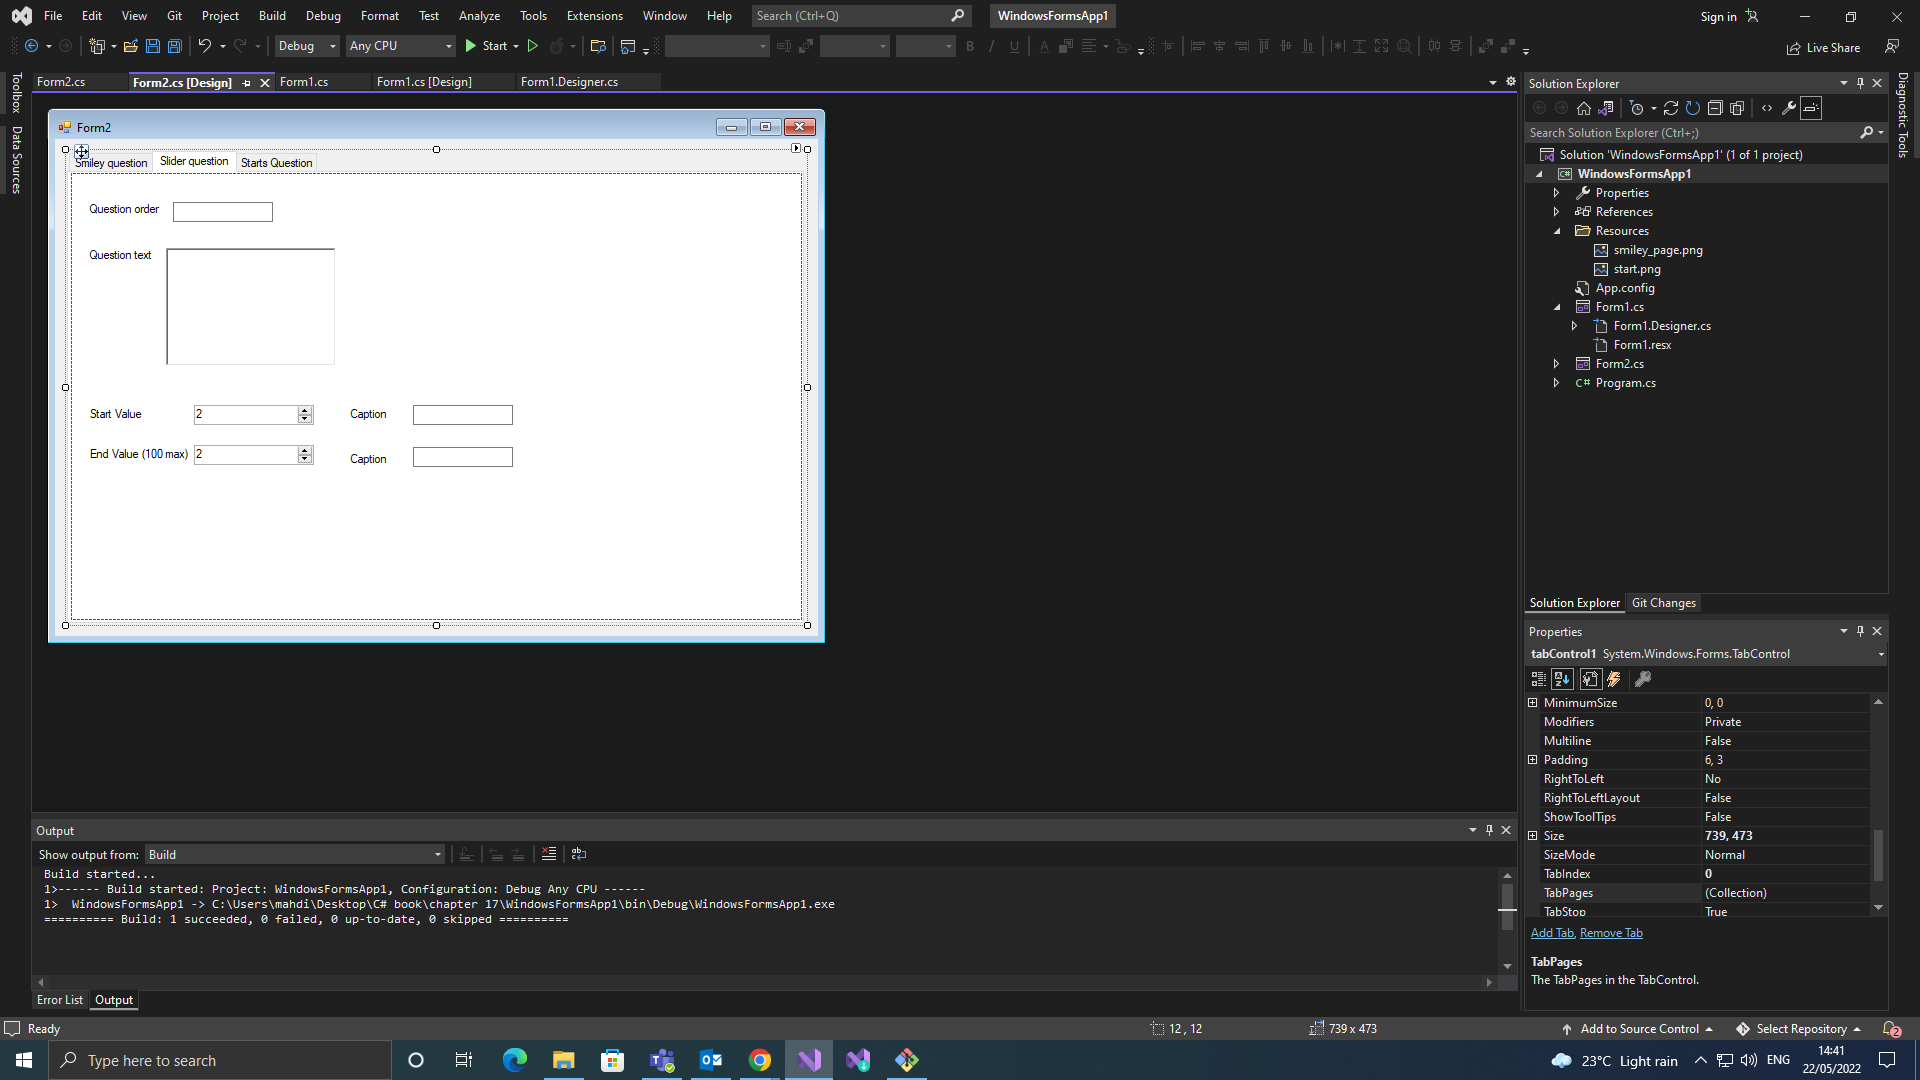 File Edit View Git Project Build Debug Format Test Analyze Tools Extensions Window Help Search (Ctrl+Q) WindowsFormsApp1 Sign in
Debug Any CPU Start Live Share
Toolbox
Data Sources
Form2.cs Form2.cs [Design] Form1.cs Form1.cs [Design] Form1.Designer.cs
Form2
Smiley question Slider question Starts Question
Question order
Question text
Start Value 2 Caption
End Value (100 max) 2 Caption
Output
Show output from: Build
Build started...
1>------ Build started: Project: WindowsFormsApp1, Configuration: Debug Any CPU ------
1>  WindowsFormsApp1 -> C:\Users\mahdi\Desktop\C# book\chapter 17\WindowsFormsApp1\bin\Debug\WindowsFormsApp1.exe
========== Build: 1 succeeded, 0 failed, 0 up-to-date, 0 skipped ==========
Error List Output
Solution Explorer
Search Solution Explorer (Ctrl+;)
Solution 'WindowsFormsApp1' (1 of 1 project)
WindowsFormsApp1
Properties
References
Resources
smiley_page.png
start.png
App.config
Form1.cs
Form1.Designer.cs
Form1.resx
Form2.cs
C# Program.cs
Solution Explorer Git Changes
Properties
tabControl1 System.Windows.Forms.TabControl
MinimumSize 0, 0
Modifiers Private
Multiline False
Padding 6, 3
RightToLeft No
RightToLeftLayout False
ShowToolTips False
Size 739, 473
SizeMode Normal
TabIndex 0
TabPages (Collection)
TabStop True
Add Tab, Remove Tab
TabPages
The TabPages in the TabControl.
Diagnostic Tools
Ready 12 , 12 739 x 473 Add to Source Control Select Repository 2
Type here to search 23°C Light rain ENG 14:41
22/05/2022